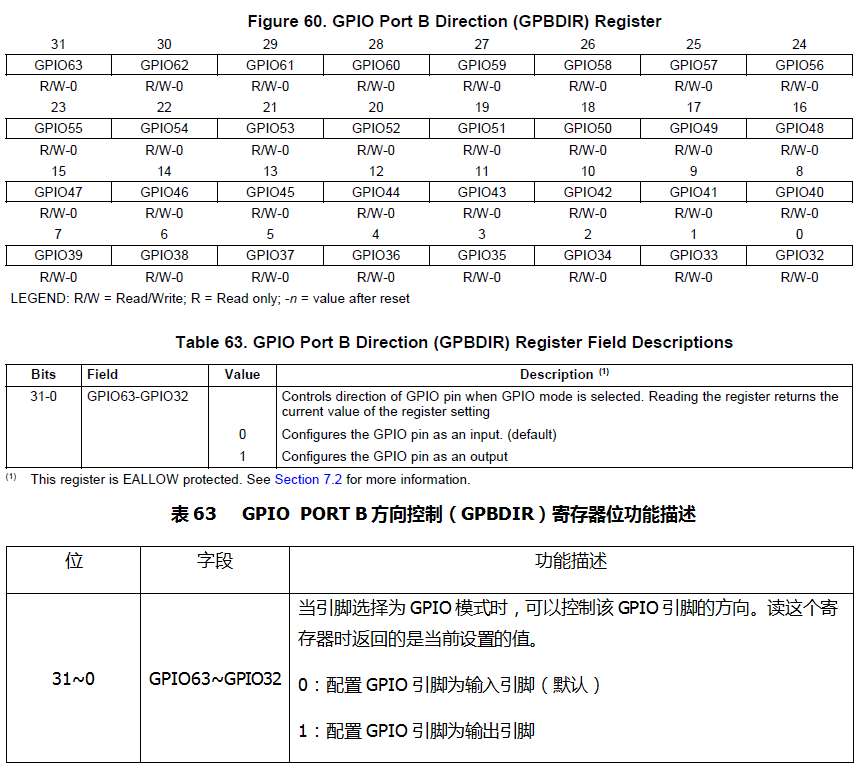 Figure 60. GPIO Port B Direction (GPBDIR) Register
31 30 29 28 27 26 25 24
GPIO63 GPIO62 GPIO61 GPIO60 GPIO59 GPIO58 GPIO57 GPIO56
R/W-0 R/W-0 R/W-0 R/W-0 R/W-0 R/W-0 R/W-0 R/W-0
23 22 21 20 19 18 17 16
GPIO55 GPIO54 GPIO53 GPIO52 GPIO51 GPIO50 GPIO49 GPIO48
R/W-0 R/W-0 R/W-0 R/W-0 R/W-0 R/W-0 R/W-0 R/W-0
15 14 13 12 11 10 9 8
GPIO47 GPIO46 GPIO45 GPIO44 GPIO43 GPIO42 GPIO41 GPIO40
R/W-0 R/W-0 R/W-0 R/W-0 R/W-0 R/W-0 R/W-0 R/W-0
7 6 5 4 3 2 1 0
GPIO39 GPIO38 GPIO37 GPIO36 GPIO35 GPIO34 GPIO33 GPIO32
R/W-0 R/W-0 R/W-0 R/W-0 R/W-0 R/W-0 R/W-0 R/W-0
LEGEND: R/W = Read/Write; R = Read only; -n = value after reset
Table 63. GPIO Port B Direction (GPBDIR) Register Field Descriptions
Bits Field Value Description (1)
31-0 GPIO63-GPIO32 Controls direction of GPIO pin when GPIO mode is selected. Reading the register returns the
current value of the register setting
0 Configures the GPIO pin as an input. (default)
1 Configures the GPIO pin as an output
(1) This register is EALLOW protected. See Section 7.2 for more information.
表 63 GPIO PORT B 方向控制（GPBDIR）寄存器位功能描述
位 字段 功能描述
当引脚选择为 GPIO 模式时，可以控制该 GPIO 引脚的方向。读这个寄
存器时返回的是当前设置的值。
31~0 GPIO63~GPIO32 0：配置 GPIO 引脚为输入引脚（默认）
1：配置 GPIO 引脚为输出引脚